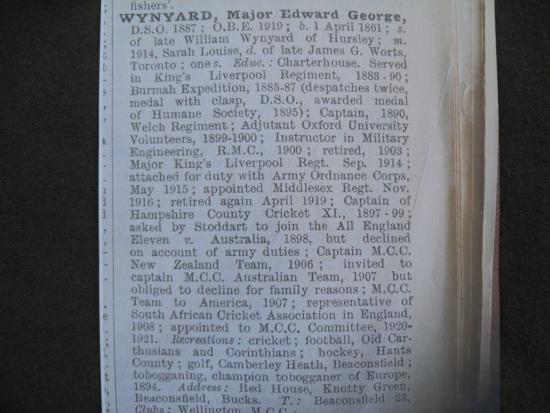 fishers'.
WYNYARD, Major Edward George,
D.S.O. 1887; O.B.E. 1919; b. 1 April 1861; s.
of late William Wynyard of Hursley; m.
1914, Sarah Louise, d. of late James G. Worts,
Toronto; one s. Educ.: Charterhouse. Served
in King's Liverpool Regiment, 1883-90;
Burmah Expedition, 1885-87 (despatches twice,
medal with clasp, D.S.O., awarded medal
of Humane Society, 1895); Captain, 1890,
Welch Regiment; Adjutant Oxford University
Volunteers, 1899-1900; Instructor in Military
Engineering, R.M.C., 1900; retired, 1903;
Major King's Liverpool Regt. Sep. 1914;
attached for duty with Army Ordnance Corps,
May 1915; appointed Middlesex Regt. Nov.
1916; retired again April 1919; Captain of
Hampshire County Cricket XI., 1897-99;
asked by Stoddart to join the All England
Eleven v. Australia, 1898, but declined
on account of army duties; Captain M.C.C.
New Zealand Team, 1906; invited to
captain M.C.C. Australian Team, 1907 but
obliged to decline for family reasons; M.C.C.
Team to America, 1907; representative of
South African Cricket Association in England,
1908; appointed to M.C.C. Committee, 1920-
1921. Recreations: cricket; football, Old Car-
thusians and Corinthians; hockey, Hants
County; golf, Camberley Heath, Beaconsfield;
tobogganing, champion tobogganer of Europe,
1894. Address: Red House, Knotty Green,
Beaconsfield, Bucks. T.: Beaconsfield 23.
Clubs: Wellington, M.C.C.